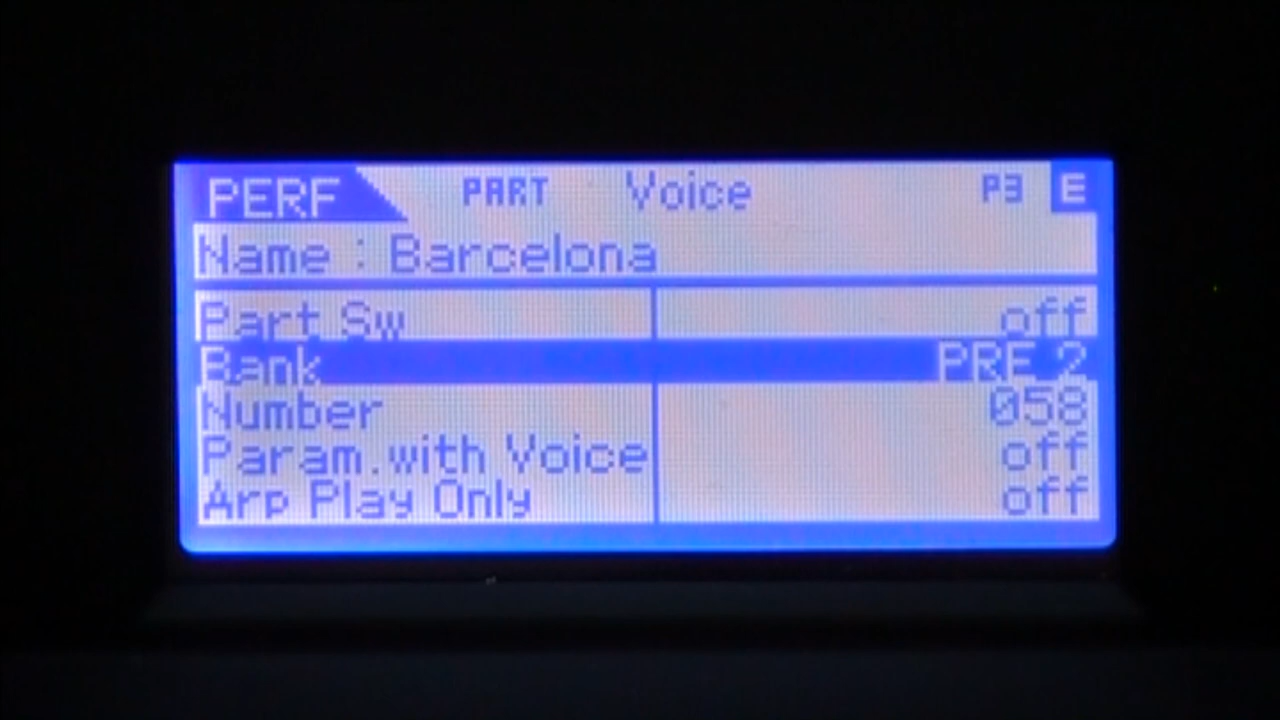 PERF PART Voice P3 E
Name : Barcelona
Part Sw off
Bank PRE 2
Number 058
Param.with Voice off
Arp Play Only off